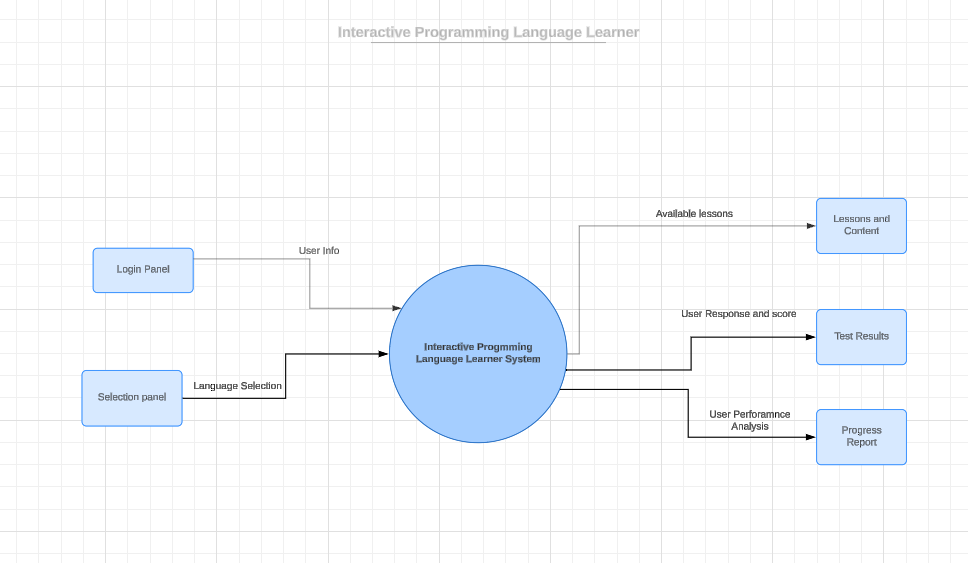 Interactive Programming Language Learner
Available lessons
Lessons and
Content
User Info
Login Panel
User Response and score
Test Results
Interactive Progmming
Language Learner System
Language Selection
Selection panel
User Perforamnce
Analysis
Progress
Report